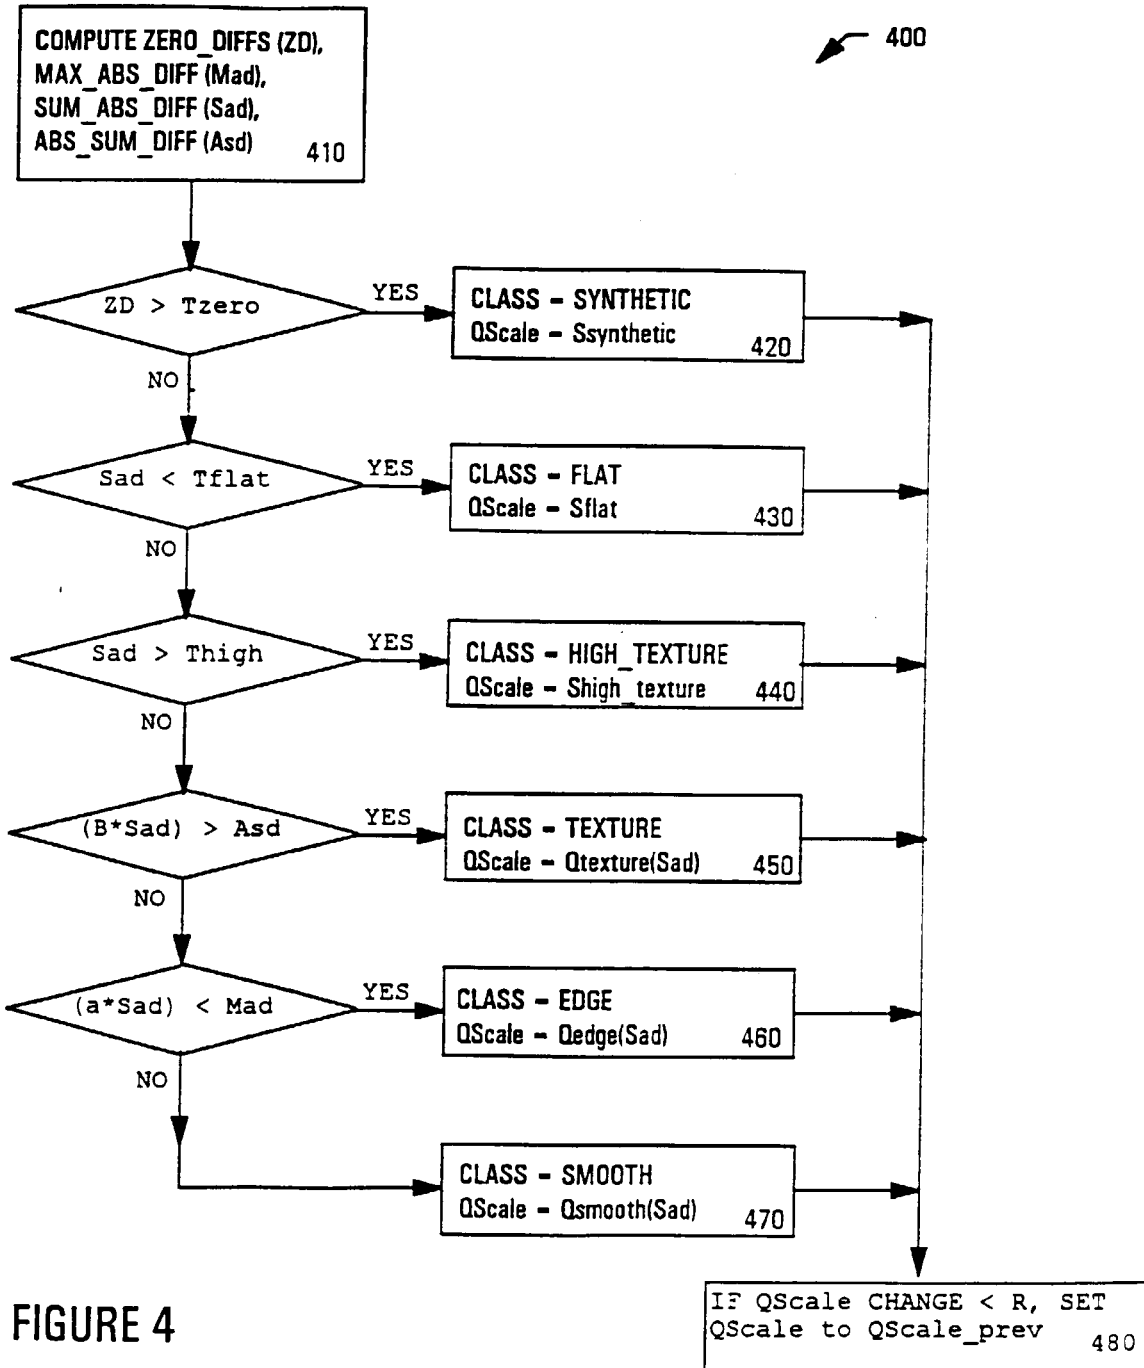 400
COMPUTE ZERO_DIFFS (ZD),
MAX_ABS_DIFF (Mad),
SUM_ABS_DIFF (Sad),
ABS_SUM_DIFF (Asd)
410
ZD > Tzero
YES
CLASS = SYNTHETIC
QScale = Ssynthetic
420
NO
Sad < Tflat
YES
CLASS = FLAT
QScale = Sflat
430
NO
Sad > Thigh
YES
CLASS = HIGH_TEXTURE
QScale = Shigh_texture
440
NO
(B*Sad) > Asd
YES
CLASS = TEXTURE
QScale = Qtexture(Sad)
450
NO
(a*Sad) < Mad
YES
CLASS = EDGE
QScale = Qedge(Sad)
460
NO
CLASS = SMOOTH
QScale = Qsmooth(Sad)
470
IF QScale CHANGE < R, SET
QScale to QScale_prev
480
FIGURE 4